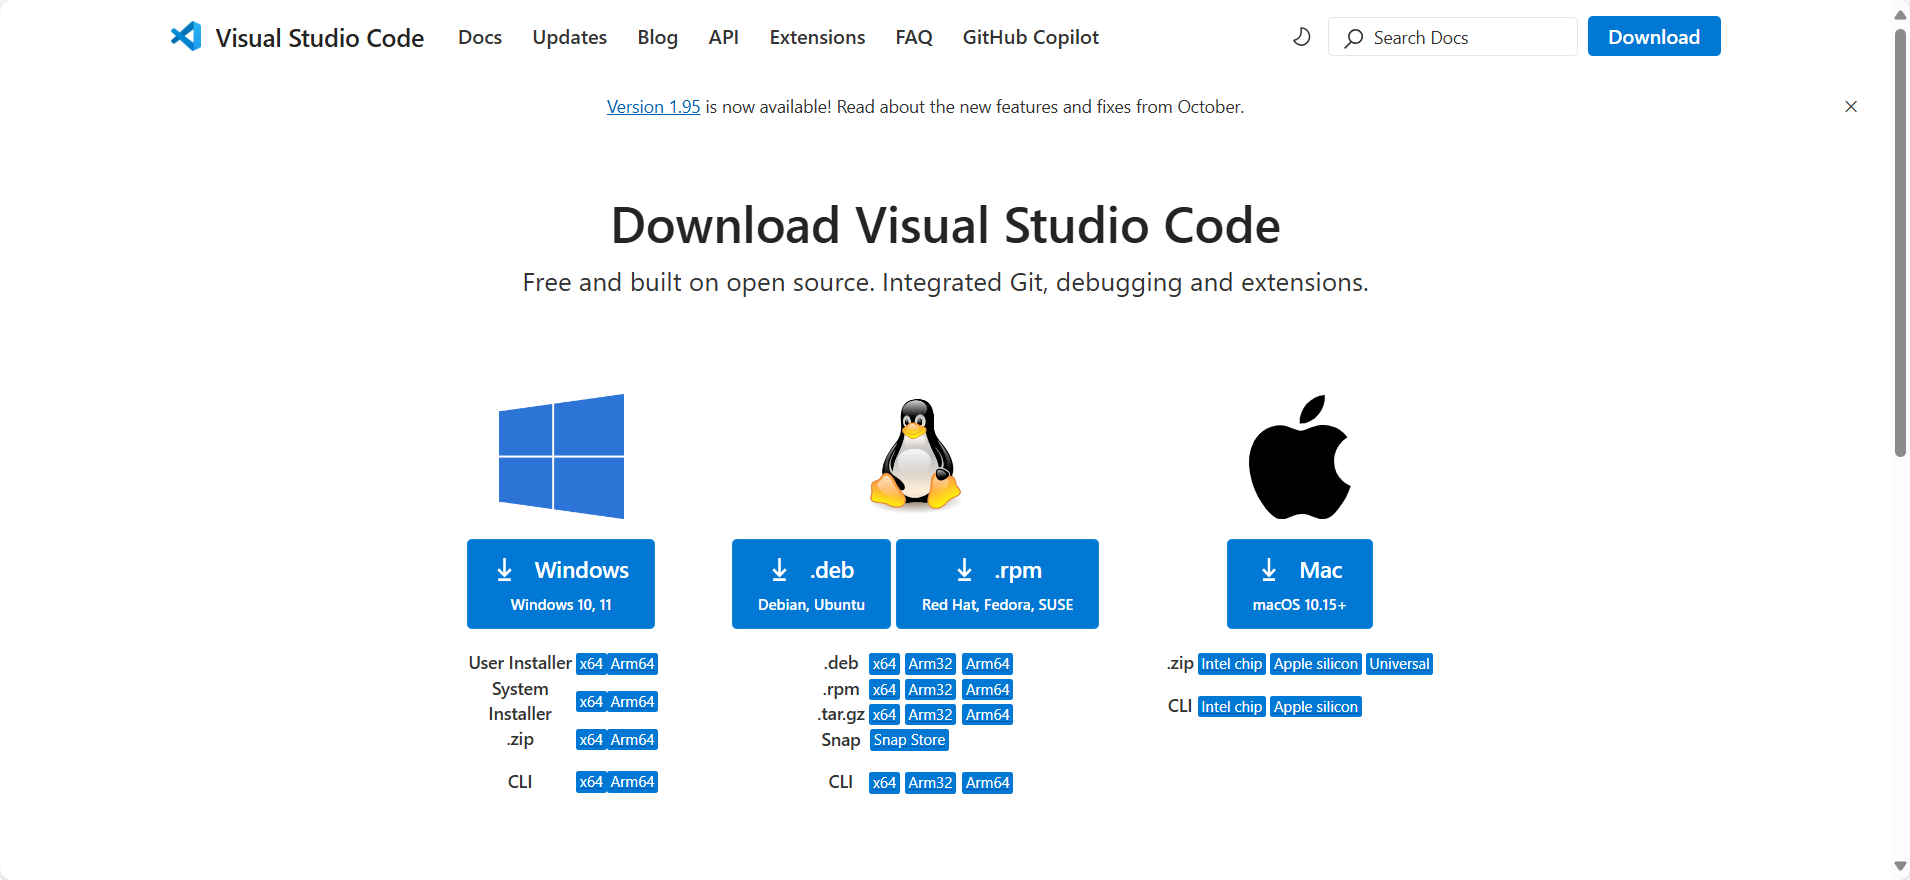 Visual Studio Code Docs Updates Blog API Extensions FAQ GitHub Copilot Search Docs Download
Version 1.95 is now available! Read about the new features and fixes from October.
Download Visual Studio Code
Free and built on open source. Integrated Git, debugging and extensions.
Windows
Windows 10, 11
User Installer x64 Arm64
System
Installer x64 Arm64
.zip x64 Arm64
CLI x64 Arm64
.deb
Debian, Ubuntu
.rpm
Red Hat, Fedora, SUSE
.deb x64 Arm32 Arm64
.rpm x64 Arm32 Arm64
.tar.gz x64 Arm32 Arm64
Snap Snap Store
CLI x64 Arm32 Arm64
Mac
macOS 10.15+
.zip Intel chip Apple silicon Universal
CLI Intel chip Apple silicon